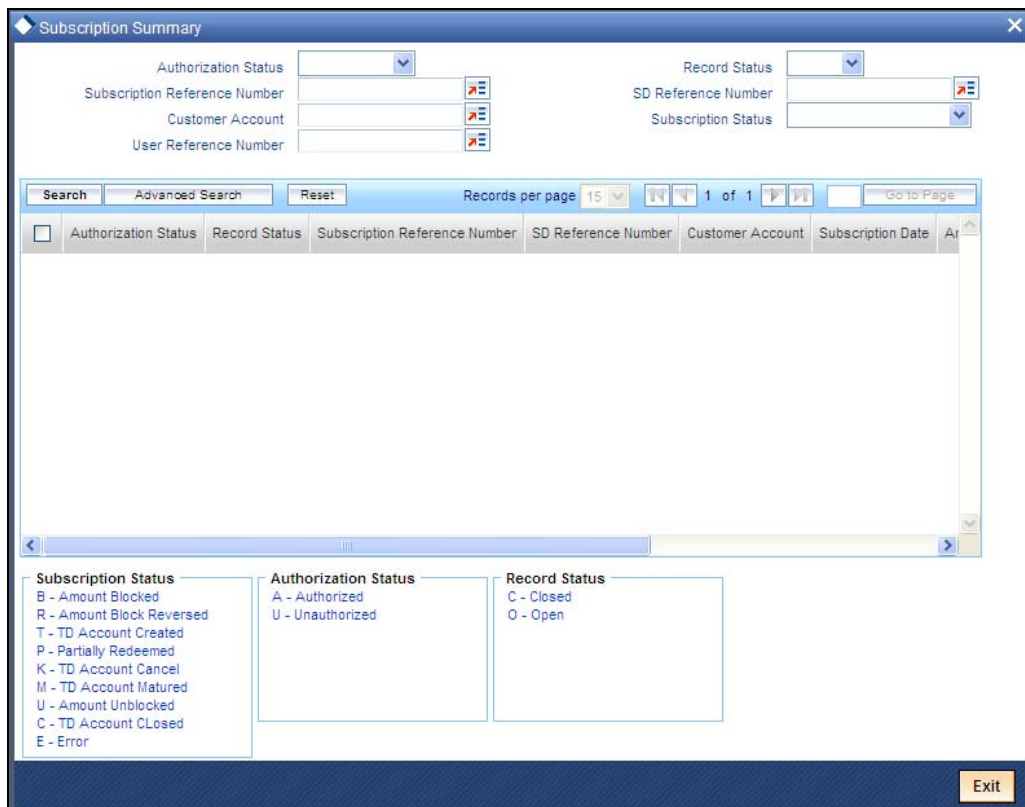 Subscription Summary
Authorization Status
Record Status
Subscription Reference Number
SD Reference Number
Customer Account
Subscription Status
User Reference Number
Search Advanced Search Reset Records per page 15 1 of 1 Go to Page
Authorization Status Record Status Subscription Reference Number SD Reference Number Customer Account Subscription Date
Subscription Status
B - Amount Blocked
R - Amount Block Reversed
T - TD Account Created
P - Partially Redeemed
K - TD Account Cancel
M - TD Account Matured
U - Amount Unblocked
C - TD Account CLosed
E - Error
Authorization Status
A - Authorized
U - Unauthorized
Record Status
C - Closed
O - Open
Exit